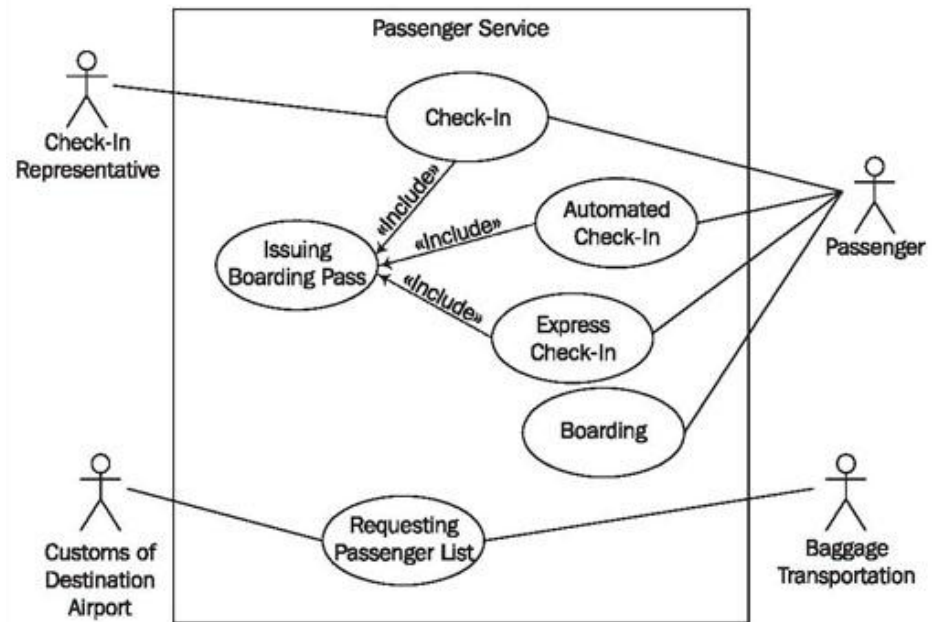 Passenger Service
Check-In
Representative
Check-In
«Include»
Automated
Check-In
«Include»
Passenger
Issuing
Boarding Pass
«Include»
Express
Check-In
Boarding
Customs of
Destination
Airport
Requesting
Passenger List
Baggage
Transportation